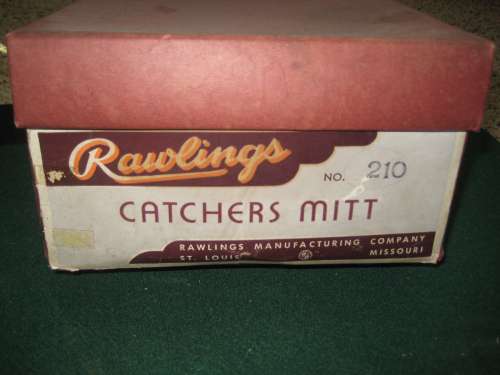 Rawlings
NO. 210
CATCHERS MITT
RAWLINGS MANUFACTURING COMPANY
ST. LOUIS MISSOURI